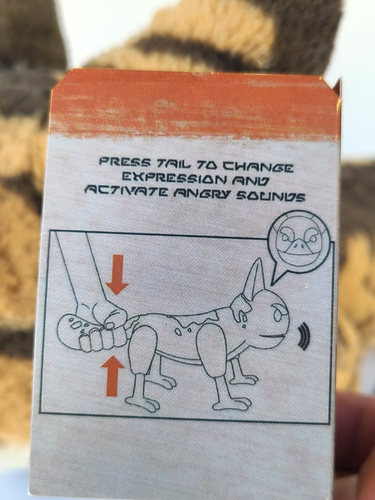 PRESS TAIL TO CHANGE
EXPRESSION AND
ACTIVATE ANGRY SOUNDS